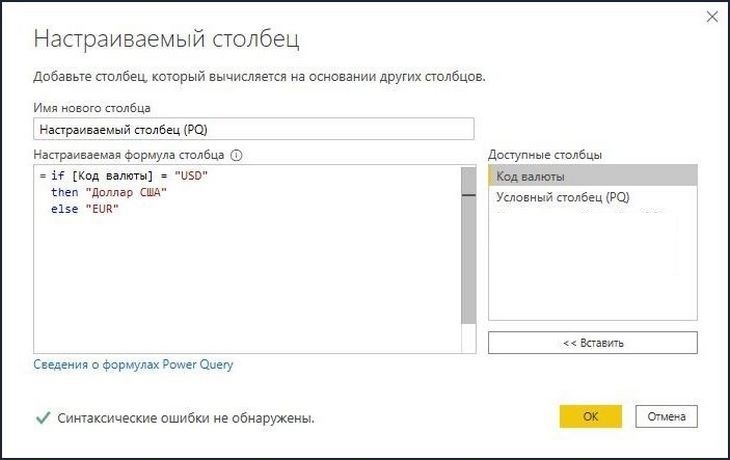 Настраиваемый столбец
Добавьте столбец, который вычисляется на основании других столбцов.
Имя нового столбца
Настраиваемый столбец (PQ)
Настраиваемая формула столбца
Доступные столбцы
= if [Код валюты] = "USD"
then "Доллар США"
else "EUR"
Код валюты
Условный столбец (PQ)
<< Вставить
Сведения о формулах Power Query
Синтаксические ошибки не обнаружены.
ОК
Отмена